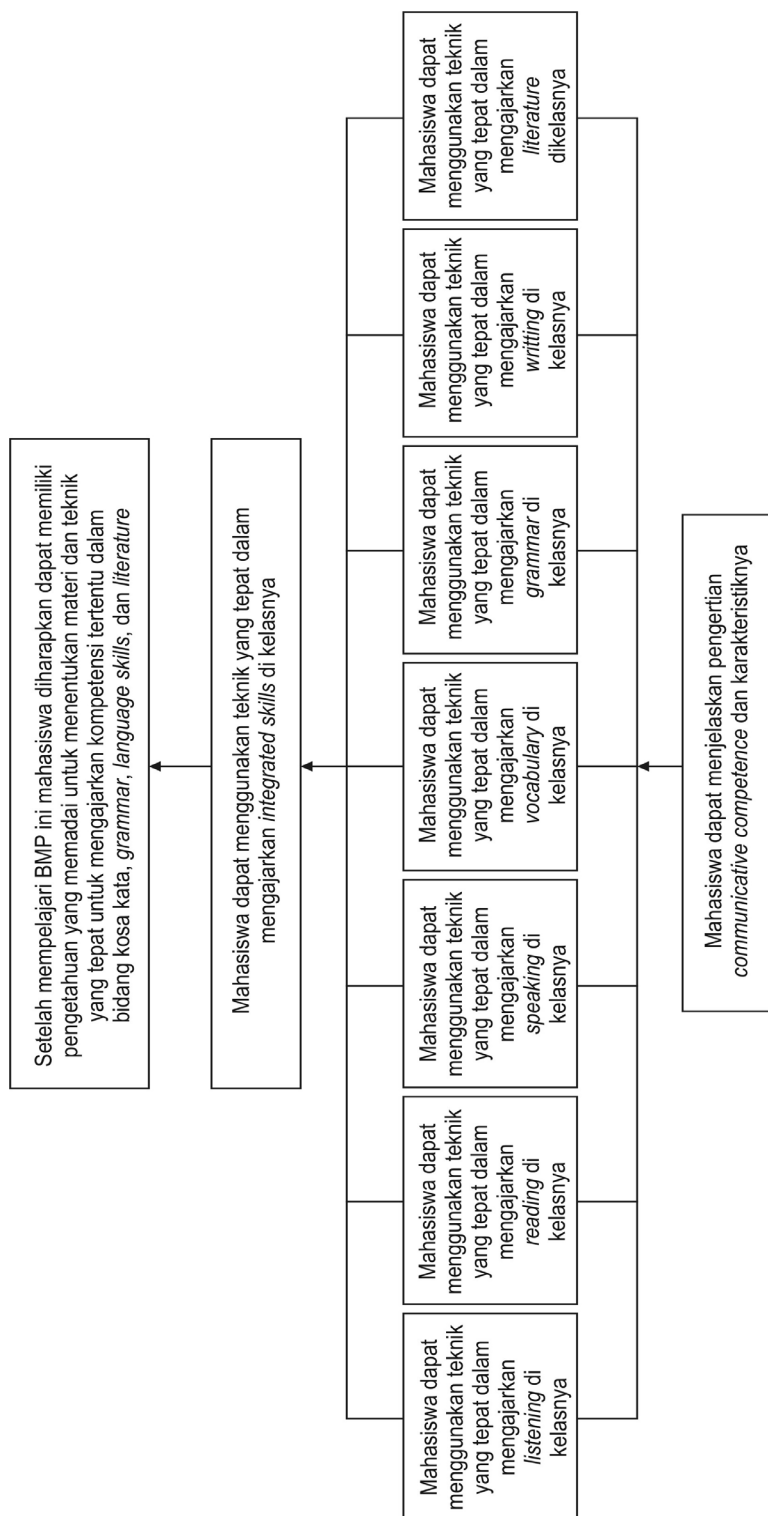 Setelah mempelajari BMP ini mahasiswa diharapkan dapat memiliki
pengetahuan yang memadai untuk menentukan materi dan teknik
yang tepat untuk mengajarkan kompetensi tertentu dalam
bidang kosa kata, grammar, language skills, dan literature
Mahasiswa dapat menggunakan teknik yang tepat dalam
mengajarkan integrated skills di kelasnya
Mahasiswa dapat
menggunakan teknik
yang tepat dalam
mengajarkan
listening di
kelasnya
Mahasiswa dapat
menggunakan teknik
yang tepat dalam
mengajarkan
reading di
kelasnya
Mahasiswa dapat
menggunakan teknik
yang tepat dalam
mengajarkan
speaking di
kelasnya
Mahasiswa dapat
menggunakan teknik
yang tepat dalam
mengajarkan
vocabulary di
kelasnya
Mahasiswa dapat
menggunakan teknik
yang tepat dalam
mengajarkan
grammar di
kelasnya
Mahasiswa dapat
menggunakan teknik
yang tepat dalam
mengajarkan
writting di
kelasnya
Mahasiswa dapat
menggunakan teknik
yang tepat dalam
mengajarkan
literature
dikelasnya
Mahasiswa dapat menjelaskan pengertian
communicative competence dan karakteristiknya